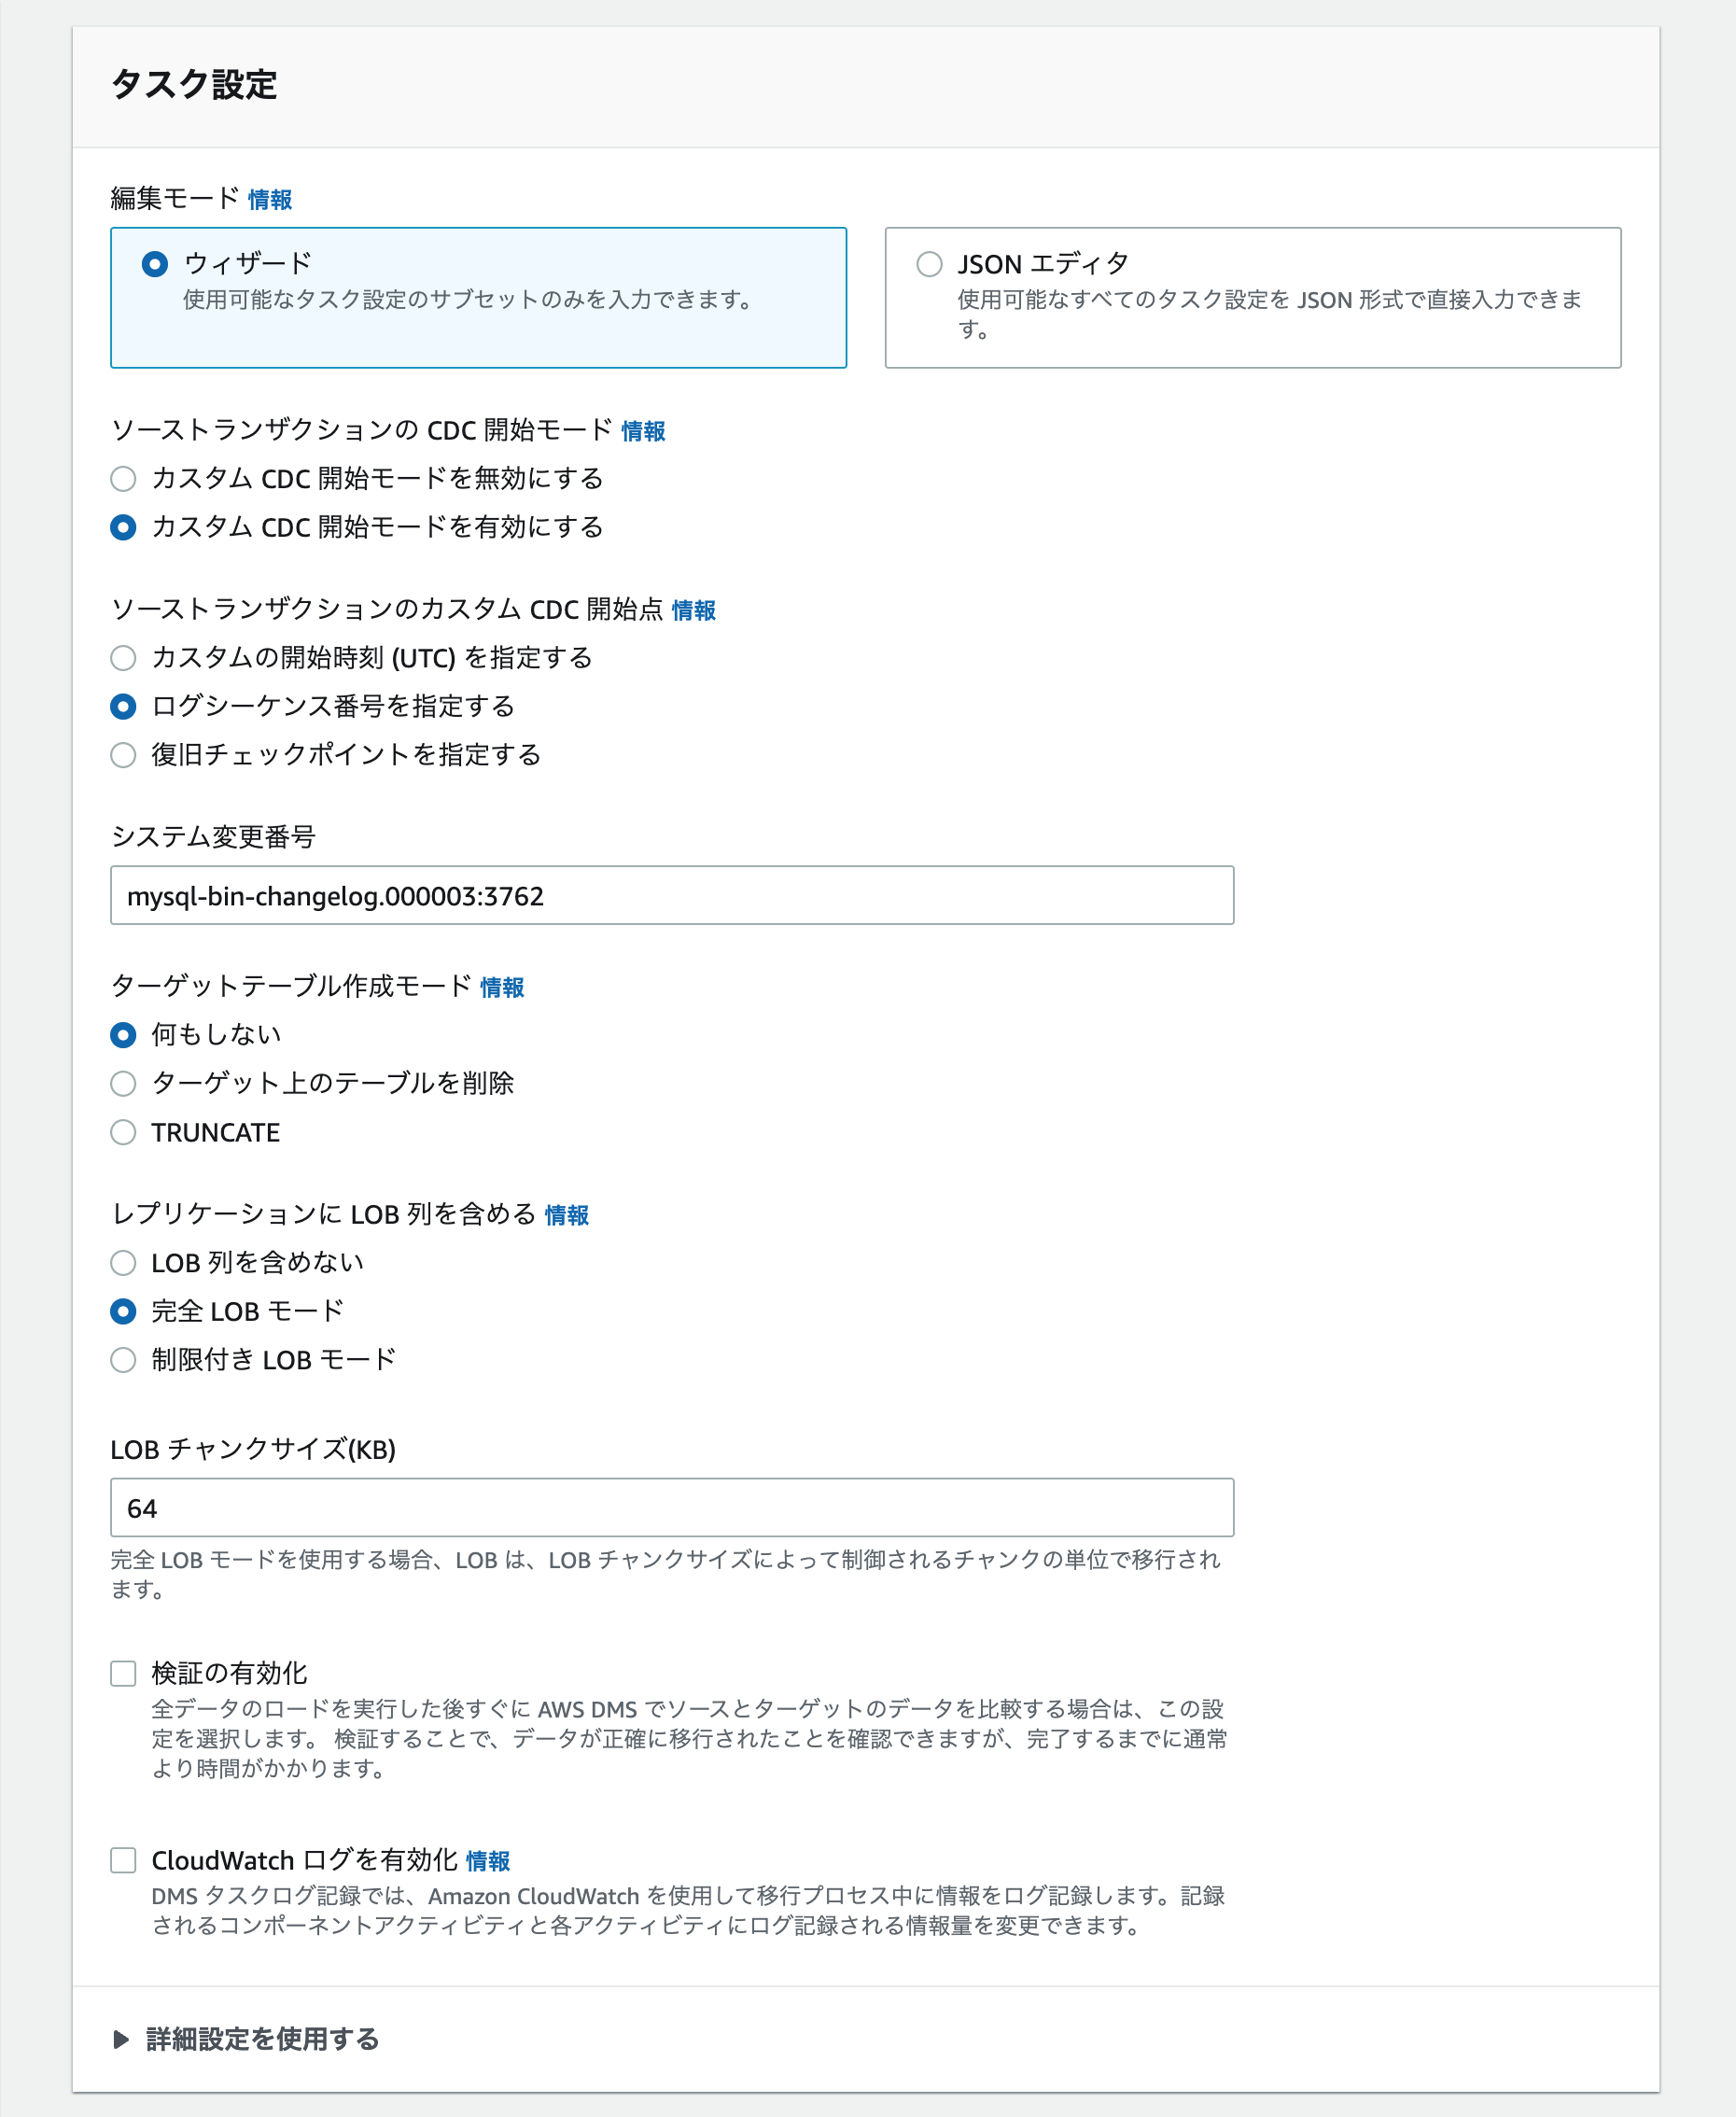 タスク設定
編集モード 情報
ウィザード
使用可能なタスク設定のサブセットのみを入力できます。
JSON エディタ
使用可能なすべてのタスク設定を JSON 形式で直接入力できま
す。
ソーストランザクションの CDC 開始モード 情報
カスタム CDC 開始モードを無効にする
カスタム CDC 開始モードを有効にする
ソーストランザクションのカスタム CDC 開始点 情報
カスタムの開始時刻 (UTC) を指定する
ログシーケンス番号を指定する
復旧チェックポイントを指定する
システム変更番号
mysql-bin-changelog.000003:3762
ターゲットテーブル作成モード 情報
何もしない
ターゲット上のテーブルを削除
TRUNCATE
レプリケーションに LOB 列を含める 情報
LOB 列を含めない
完全 LOB モード
制限付き LOB モード
LOB チャンクサイズ(KB)
64
完全 LOB モードを使用する場合、LOB は、LOB チャンクサイズによって制御されるチャンクの単位で移行され
ます。
検証の有効化
全データのロードを実行した後すぐに AWS DMS でソースとターゲットのデータを比較する場合は、この設
定を選択します。 検証することで、データが正確に移行されたことを確認できますが、完了するまでに通常
より時間がかかります。
CloudWatch ログを有効化 情報
DMS タスクログ記録では、Amazon CloudWatch を使用して移行プロセス中に情報をログ記録します。記録
されるコンポーネントアクティビティと各アクティビティにログ記録される情報量を変更できます。
詳細設定を使用する